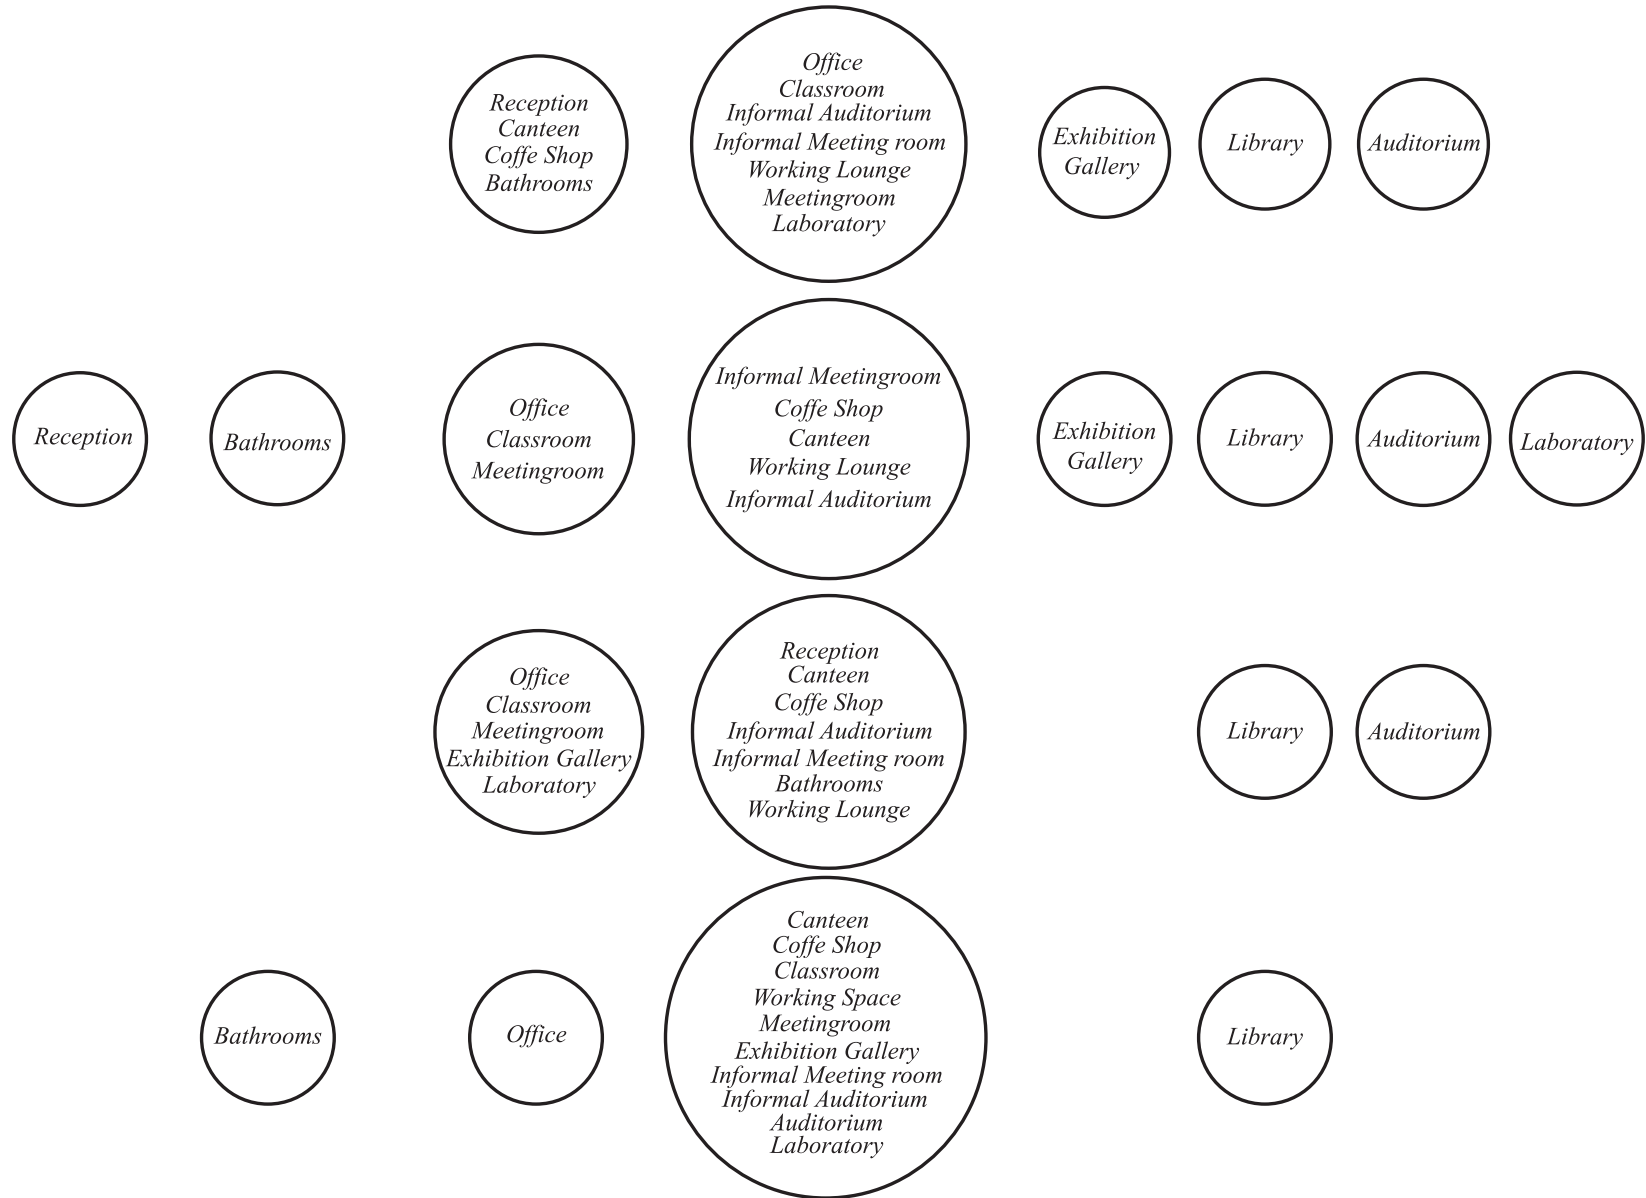 Reception
Canteen
Coffe Shop
Bathrooms
Office
Classroom
Informal Auditorium
Informal Meeting room
Working Lounge
Meetingroom
Laboratory
Exhibition
Gallery
Library
Auditorium
Reception
Bathrooms
Office
Classroom
Meetingroom
Informal Meetingroom
Coffe Shop
Canteen
Working Lounge
Informal Auditorium
Exhibition
Gallery
Library
Auditorium
Laboratory
Office
Classroom
Meetingroom
Exhibition Gallery
Laboratory
Reception
Canteen
Coffe Shop
Informal Auditorium
Informal Meeting room
Bathrooms
Working Lounge
Library
Auditorium
Bathrooms
Office
Canteen
Coffe Shop
Classroom
Working Space
Meetingroom
Exhibition Gallery
Informal Meeting room
Informal Auditorium
Auditorium
Laboratory
Library